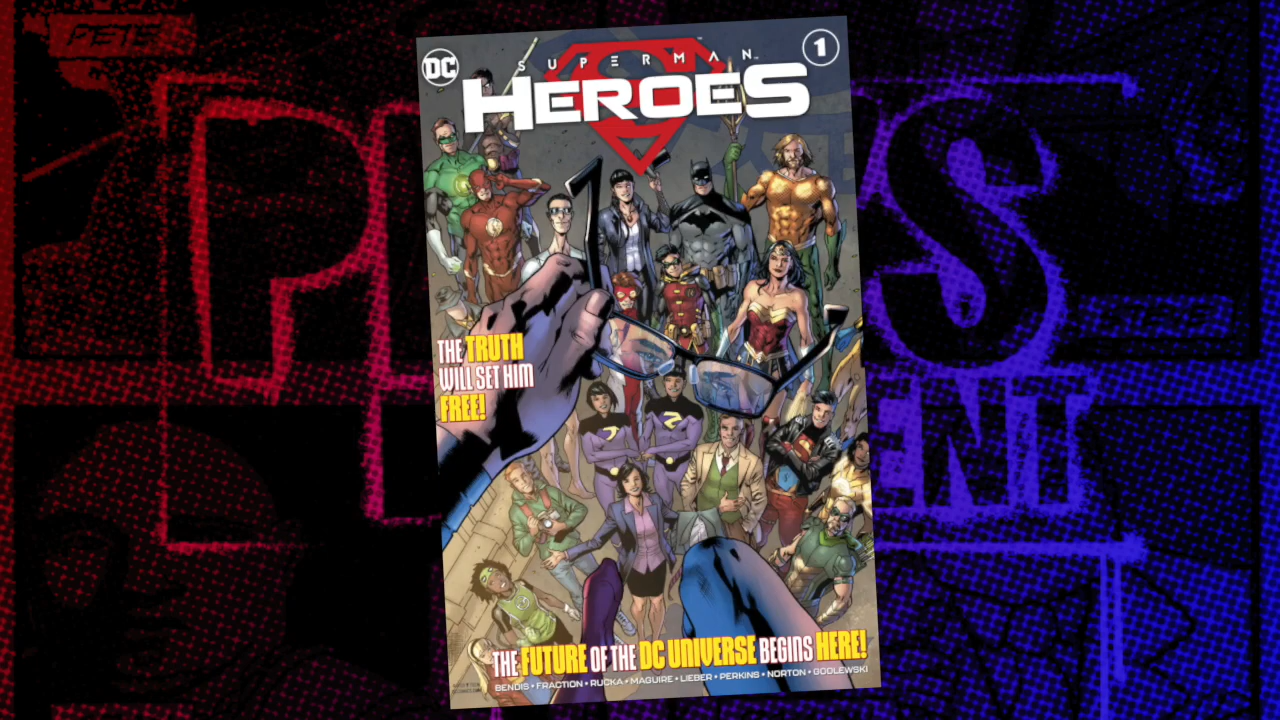 PETS
DC
SUPERMAN
HEROES
1
THE TRUTH
WILL SET HIM
FREE!
THE FUTURE OF THE DC UNIVERSE BEGINS HERE!
BENDIS • FRACTION • RUCKA • MAGUIRE • LIEBER • PERKINS • NORTON • GODLEWSKI